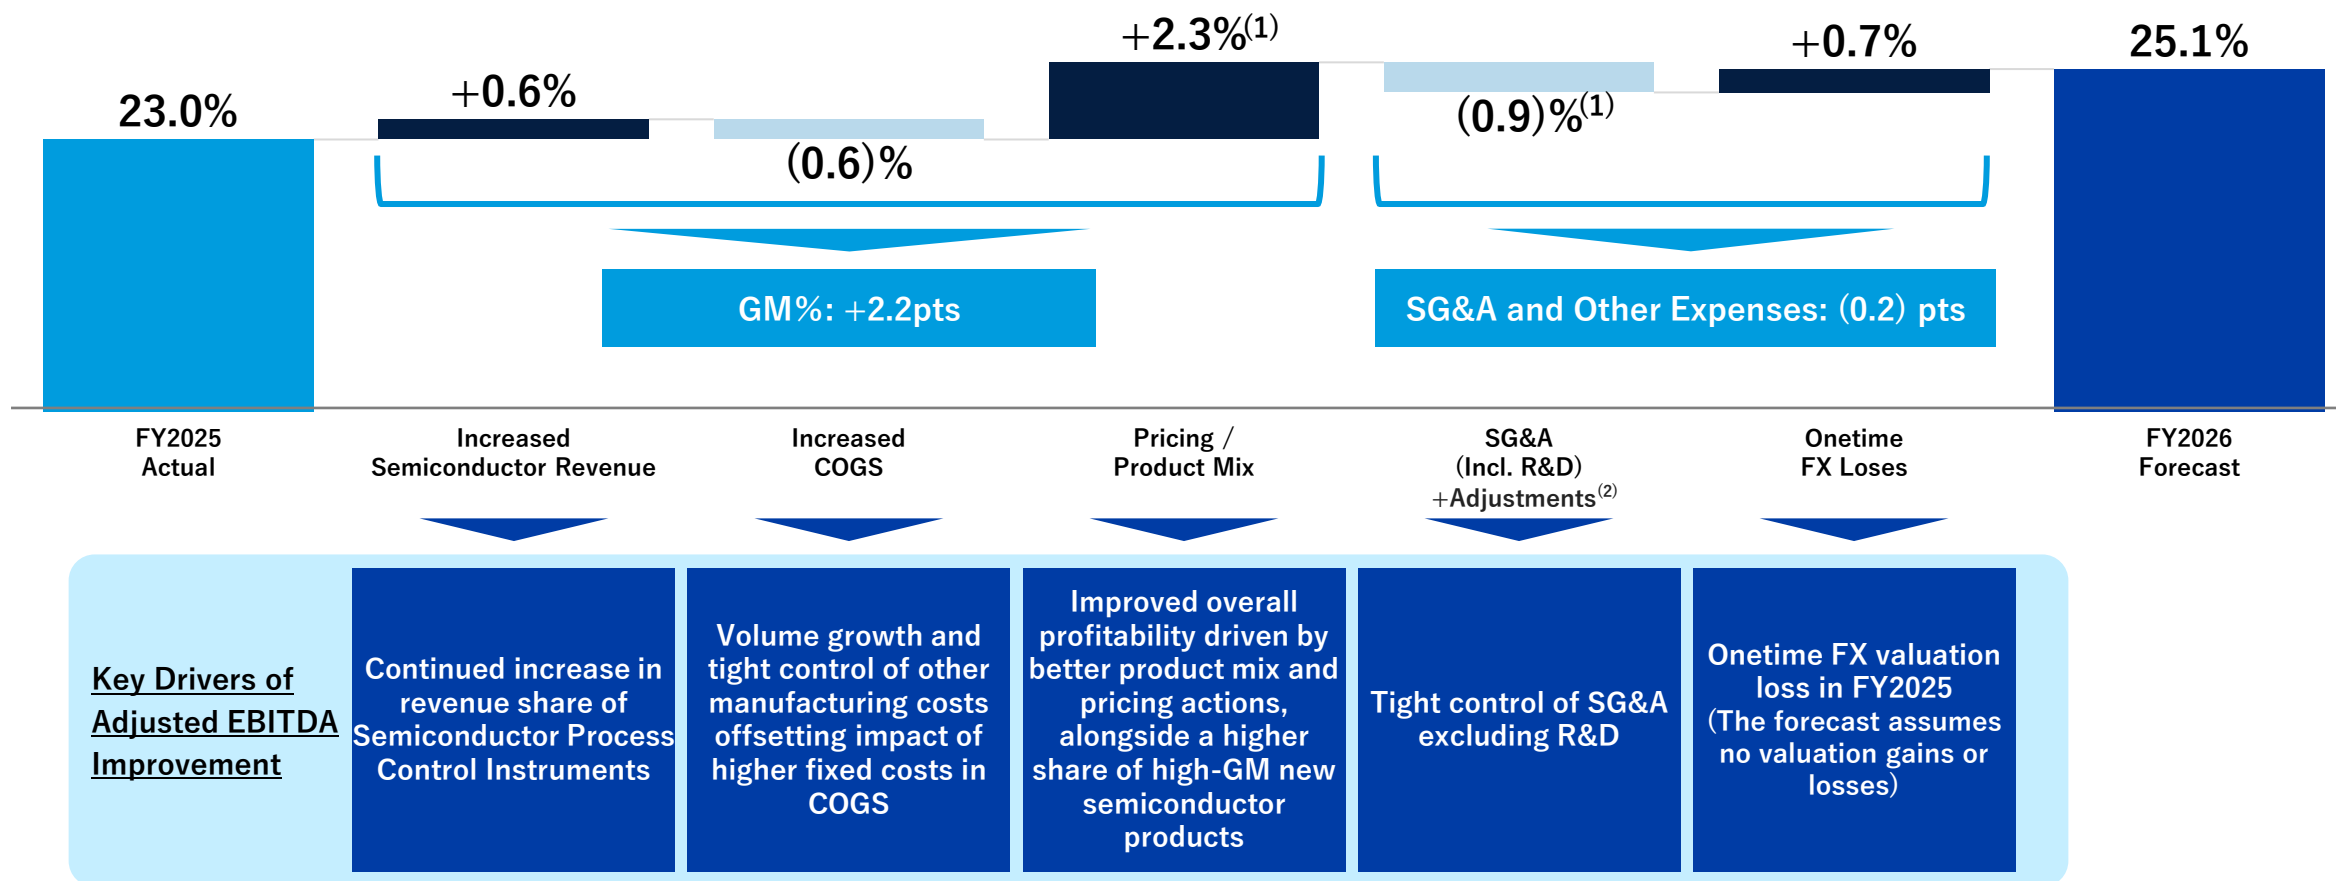 23.0%
+0.6%
(0.6)%
+2.3%(1)
(0.9)%(1)
+0.7%
25.1%
GM%: +2.2pts
SG&A and Other Expenses: (0.2) pts
FY2025
Actual
Increased
Semiconductor Revenue
Increased
COGS
Pricing /
Product Mix
SG&A
(Incl. R&D)
+Adjustments(2)
Onetime
FX Loses
FY2026
Forecast
Key Drivers of
Adjusted EBITDA
Improvement
Continued increase in
revenue share of
Semiconductor Process
Control Instruments
Volume growth and
tight control of other
manufacturing costs
offsetting impact of
higher fixed costs in
COGS
Improved overall
profitability driven by
better product mix and
pricing actions,
alongside a higher
share of high-GM new
semiconductor
products
Tight control of SG&A
excluding R&D
Onetime FX valuation
loss in FY2025
(The forecast assumes
no valuation gains or
losses)